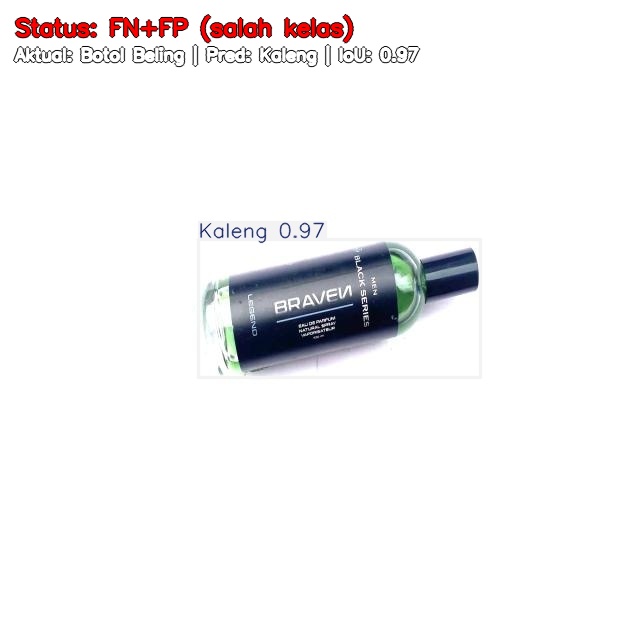 Status: FN+FP (salah kelas)
Aktual: Botol Beling | Pred: Kaleng | IoU: 0.97
Kaleng 0.97
MEN
BLACK SERIES
BRAVEN
EAU DE PARFUM
NATURAL SPRAY
VAPORISATEUR
LEGEND